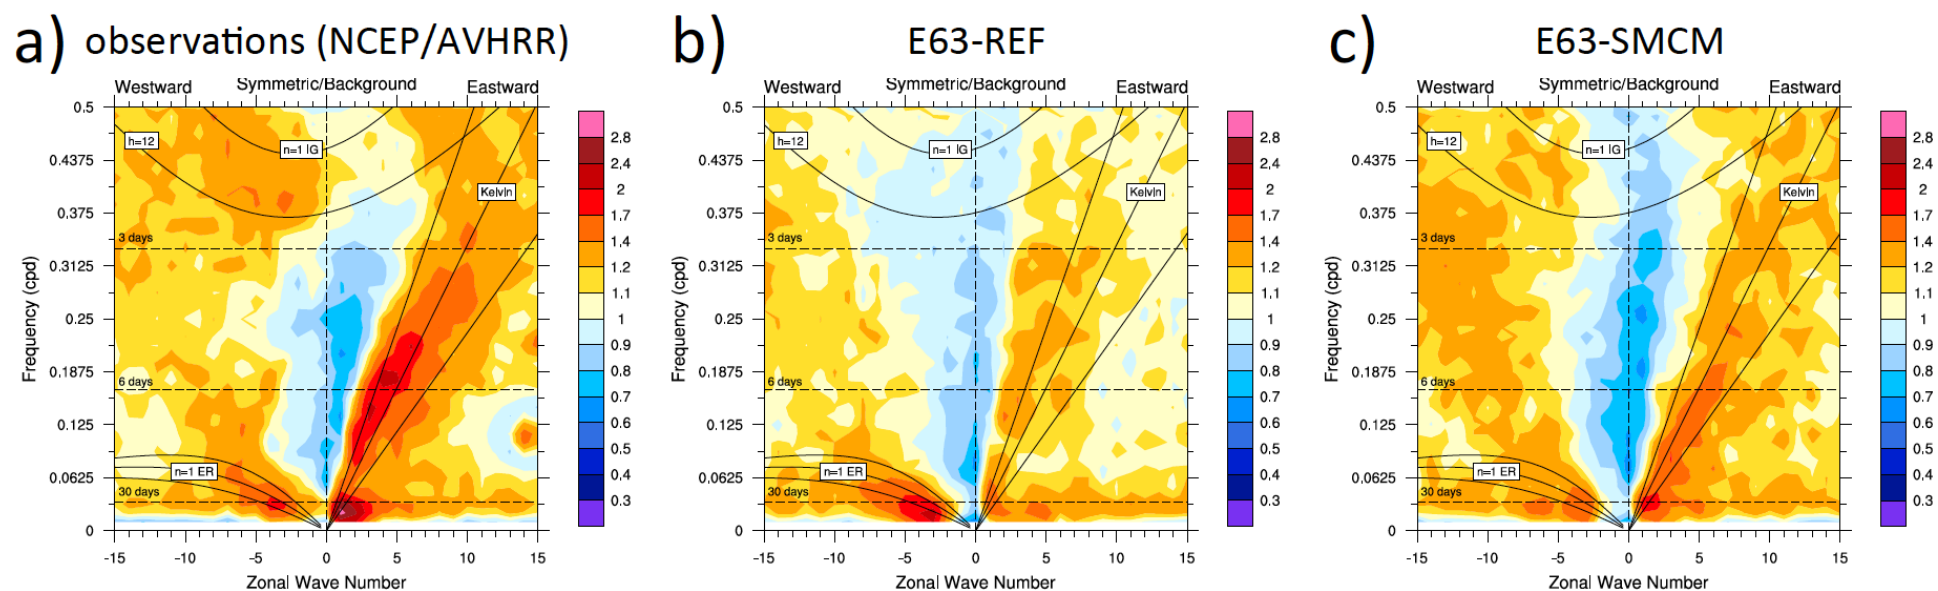 a) observations (NCEP/AVHRR)
Westward Symmetric/Background Eastward
0.5
0.4375
0.375
0.3125
0.25
0.1875
0.125
0.0625
0
Frequency (cpd)
h=12
n=1 IG
Kelvin
3 days
6 days
n=1 ER
30 days
-15 -10 -5 0 5 10 15
Zonal Wave Number
2.8
2.4
2
1.7
1.4
1.2
1.1
1
0.9
0.8
0.7
0.6
0.5
0.4
0.3
b) E63-REF
Westward Symmetric/Background Eastward
0.5
0.4375
0.375
0.3125
0.25
0.1875
0.125
0.0625
0
Frequency (cpd)
h=12
n=1 IG
Kelvin
3 days
6 days
n=1 ER
30 days
-15 -10 -5 0 5 10 15
Zonal Wave Number
2.8
2.4
2
1.7
1.4
1.2
1.1
1
0.9
0.8
0.7
0.6
0.5
0.4
0.3
c) E63-SMCM
Westward Symmetric/Background Eastward
0.5
0.4375
0.375
0.3125
0.25
0.1875
0.125
0.0625
0
Frequency (cpd)
h=12
n=1 IG
Kelvin
3 days
6 days
n=1 ER
30 days
-15 -10 -5 0 5 10 15
Zonal Wave Number
2.8
2.4
2
1.7
1.4
1.2
1.1
1
0.9
0.8
0.7
0.6
0.5
0.4
0.3